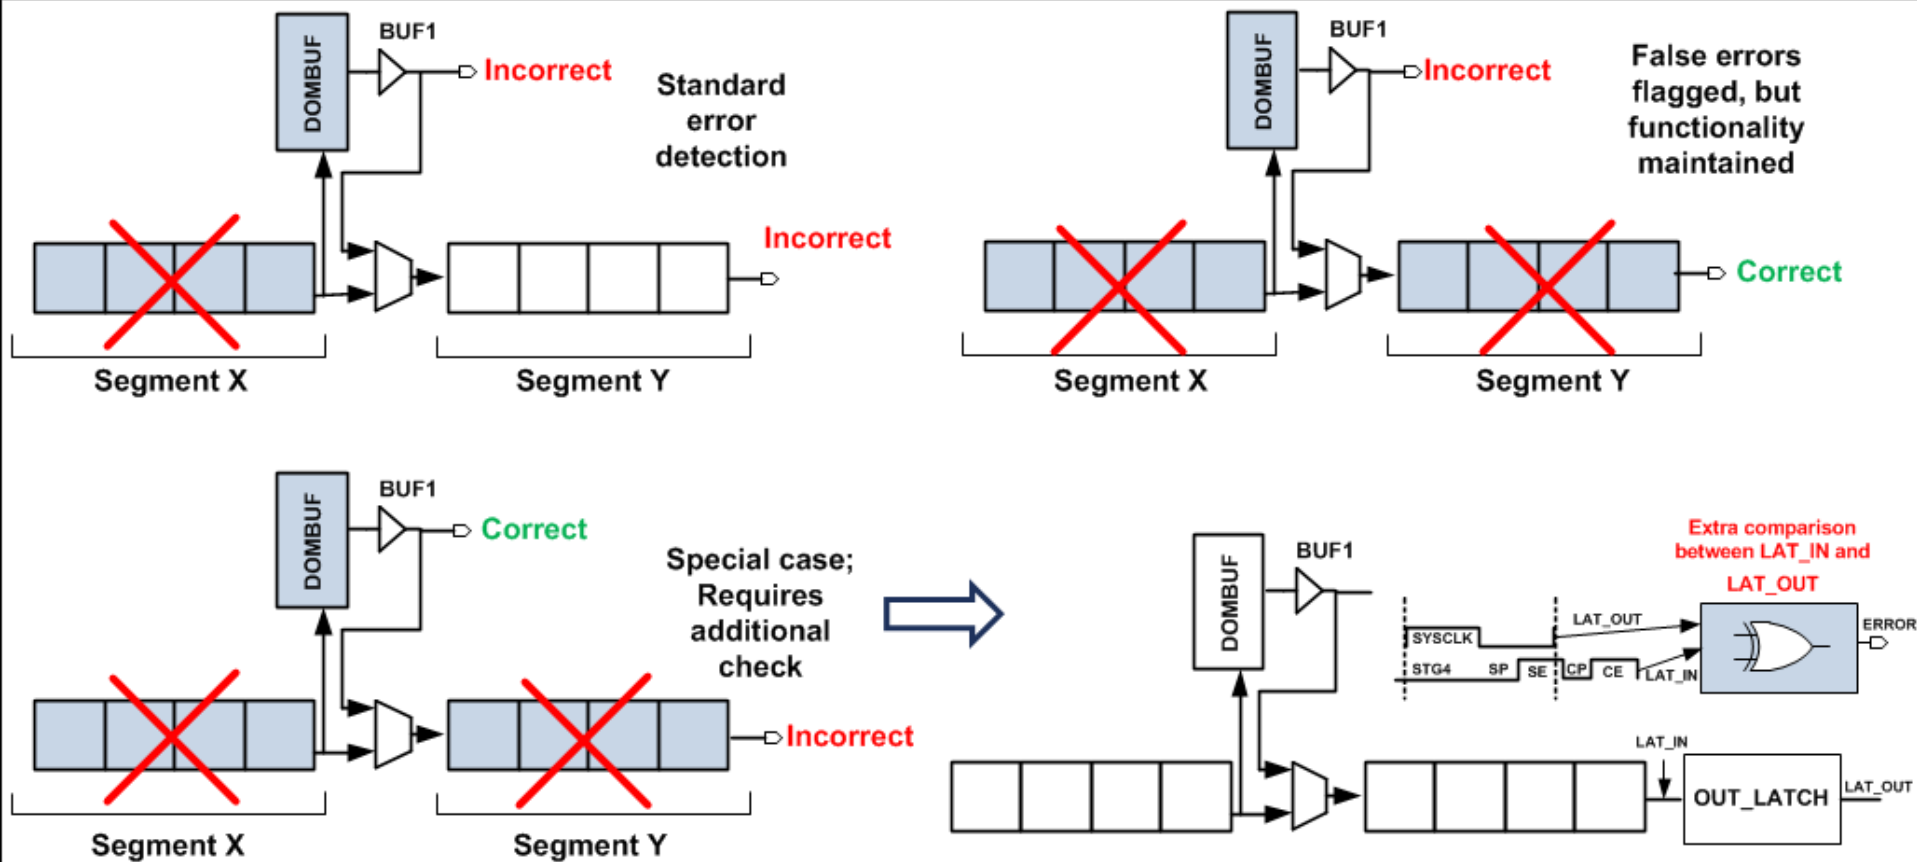 DOMBUF
BUF1
Incorrect
Standard
error
detection
Incorrect
Segment X
Segment Y
DOMBUF
BUF1
Incorrect
False errors
flagged, but
functionality
maintained
Correct
Segment X
Segment Y
DOMBUF
BUF1
Correct
Special case;
Requires
additional
check
Incorrect
Segment X
Segment Y
DOMBUF
BUF1
Extra comparison
between LAT_IN and
LAT_OUT
SYSCLK
LAT_OUT
ERROR
STG4 SP SE CP CE LAT_IN
LAT_IN
OUT_LATCH
LAT_OUT